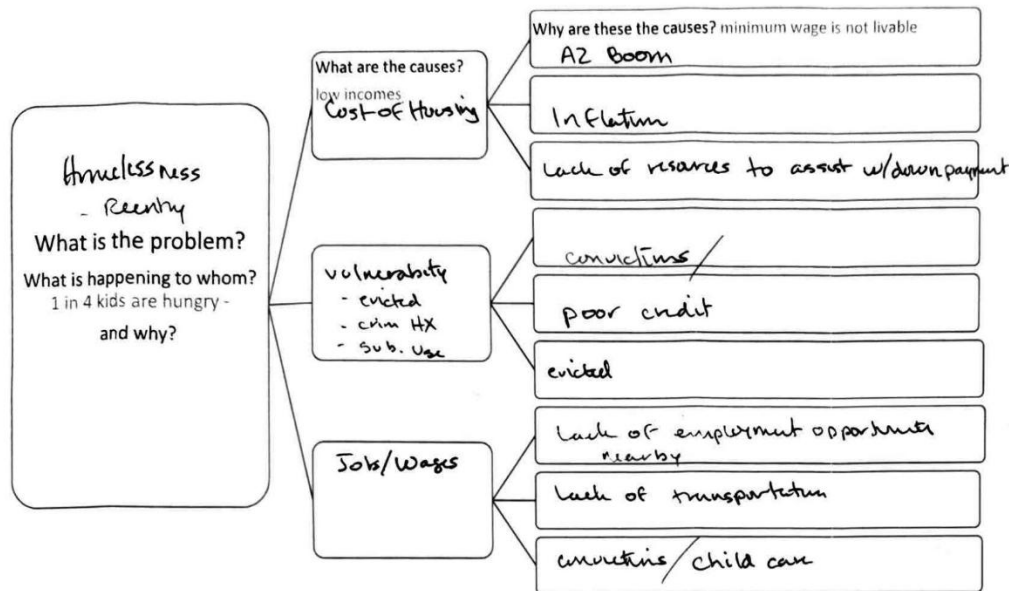 Homelessness
- Reentry
What is the problem?
What is happening to whom?
1 in 4 kids are hungry -
and why?
What are the causes?
low incomes
Cost of Housing
Why are these the causes? minimum wage is not livable
AZ Boom
Inflation
Lack of resources to assist w/downpayment
vulnerability
- evicted
- crim HX
- Sub. Use
convictions/
poor credit
evicted
Jobs/Wages
Lack of employment opportunities
nearby
lack of transportation
convictions/child care